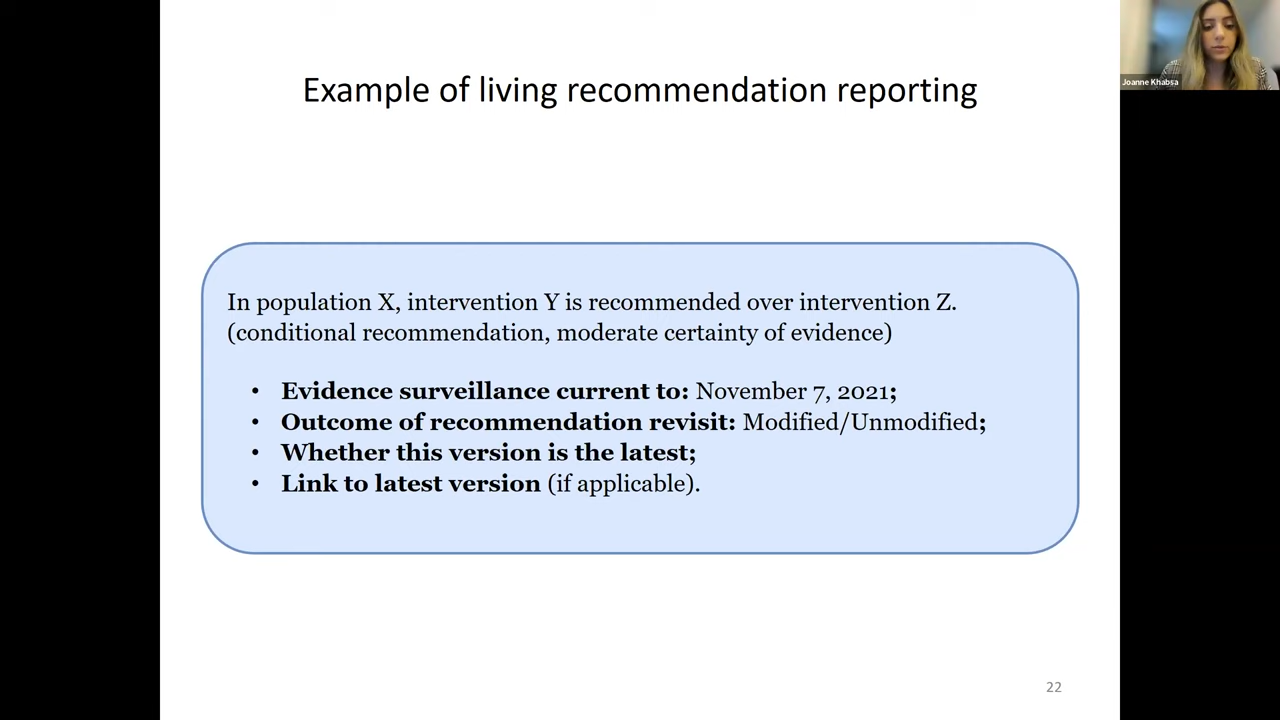 Example of living recommendation reporting
Joanne Khabsa
In population X, intervention Y is recommended over intervention Z.
(conditional recommendation, moderate certainty of evidence)
• Evidence surveillance current to: November 7, 2021;
• Outcome of recommendation revisit: Modified/Unmodified;
• Whether this version is the latest;
• Link to latest version (if applicable).
22